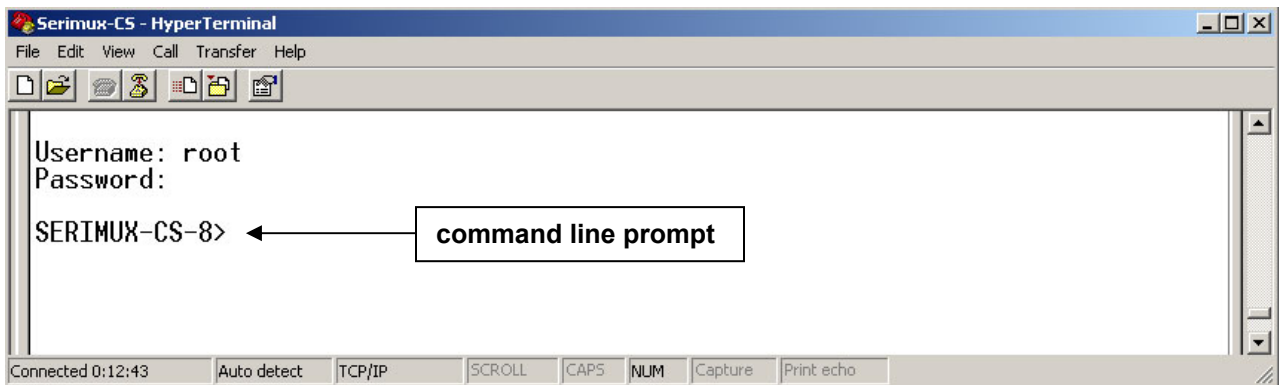 Serimux-CS - HyperTerminal
File Edit View Call Transfer Help
Username: root
Password:
SERIMUX-CS-8>
command line prompt
Connected 0:12:43 Auto detect TCP/IP SCROLL CAPS NUM Capture Print echo